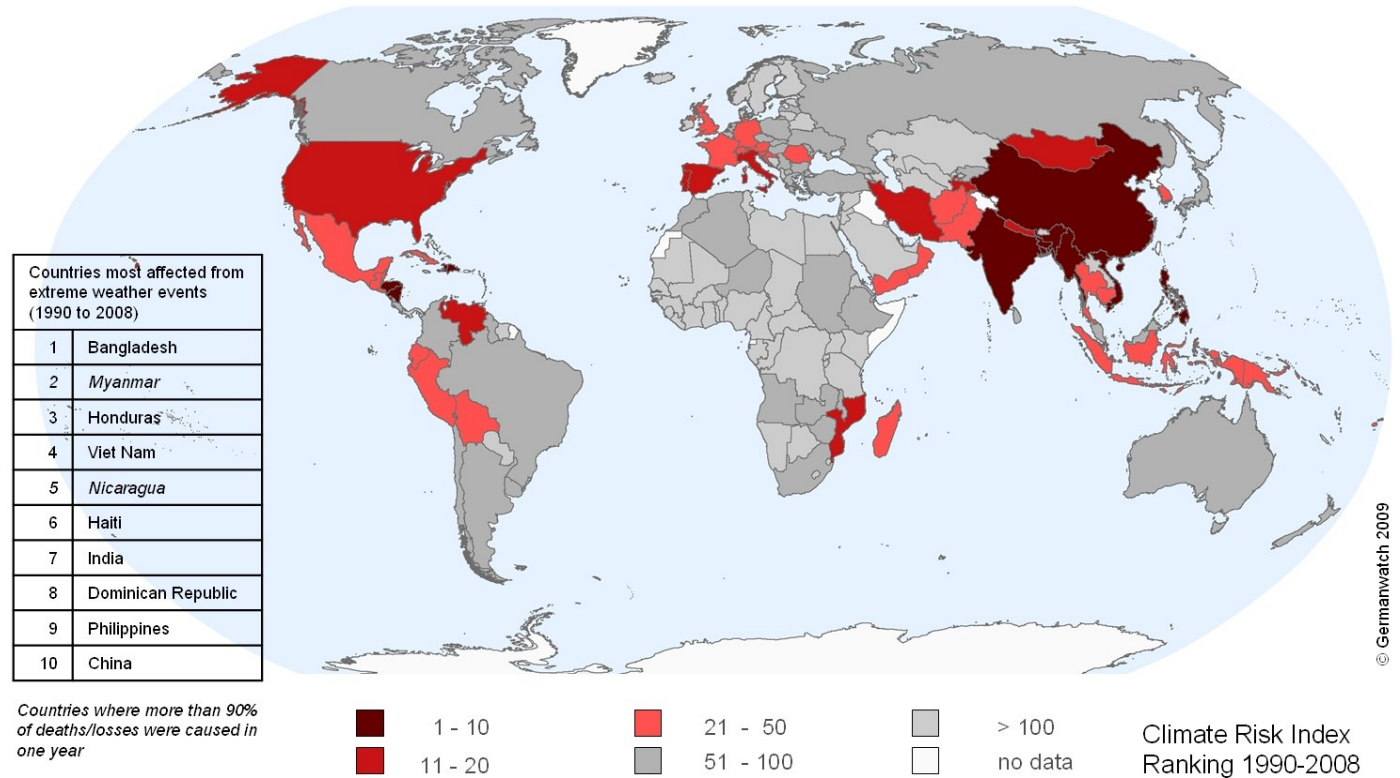 Countries most affected from
extreme weather events
(1990 to 2008)
1 Bangladesh
2 Myanmar
3 Honduras
4 Viet Nam
5 Nicaragua
6 Haiti
7 India
8 Dominican Republic
9 Philippines
10 China
Countries where more than 90%
of deaths/losses were caused in
one year
1 - 10
11 - 20
21 - 50
51 - 100
> 100
no data
Climate Risk Index
Ranking 1990-2008
© Germanwatch 2009